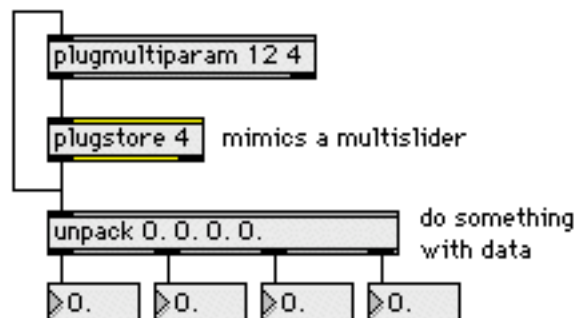 plugmultiparam 12 4
plugstore 4 mimics a multislider
unpack 0. 0. 0. 0. do something
with data
0. 0. 0. 0.